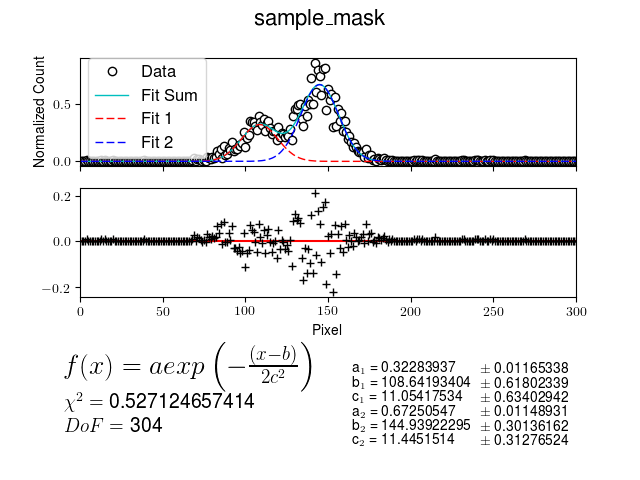 sample_mask
Normalized Count
0.5
0.0
Data
Fit Sum
Fit 1
Fit 2
0.2
0.0
−0.2
0 50 100 150 200 250 300
Pixel
f(x) = aexp (−(x−b)/2c²)
χ² = 0.527124657414
DoF = 304
a₁ = 0.32283937 ± 0.01165338
b₁ = 108.64193404 ± 0.61802339
c₁ = 11.05417534 ± 0.63402942
a₂ = 0.67250547 ± 0.01148931
b₂ = 144.93922295 ± 0.30136162
c₂ = 11.4451514 ± 0.31276524